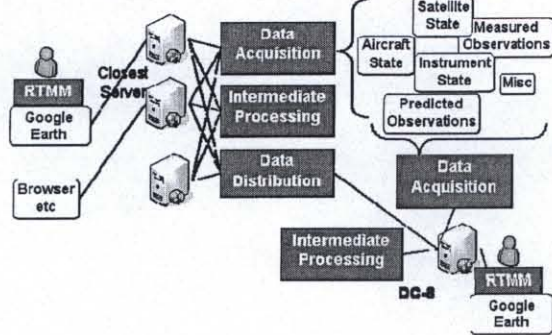 Satellite
State
Measured
Observations
Aircraft
State
Instrument
State
Misc
Predicted
Observations
Data
Acquisition
Closest
Server
RTMM
Google
Earth
Intermediate
Processing
Browser
etc
Data
Distribution
Data
Acquisition
Intermediate
Processing
DC-8
RTMM
Google
Earth